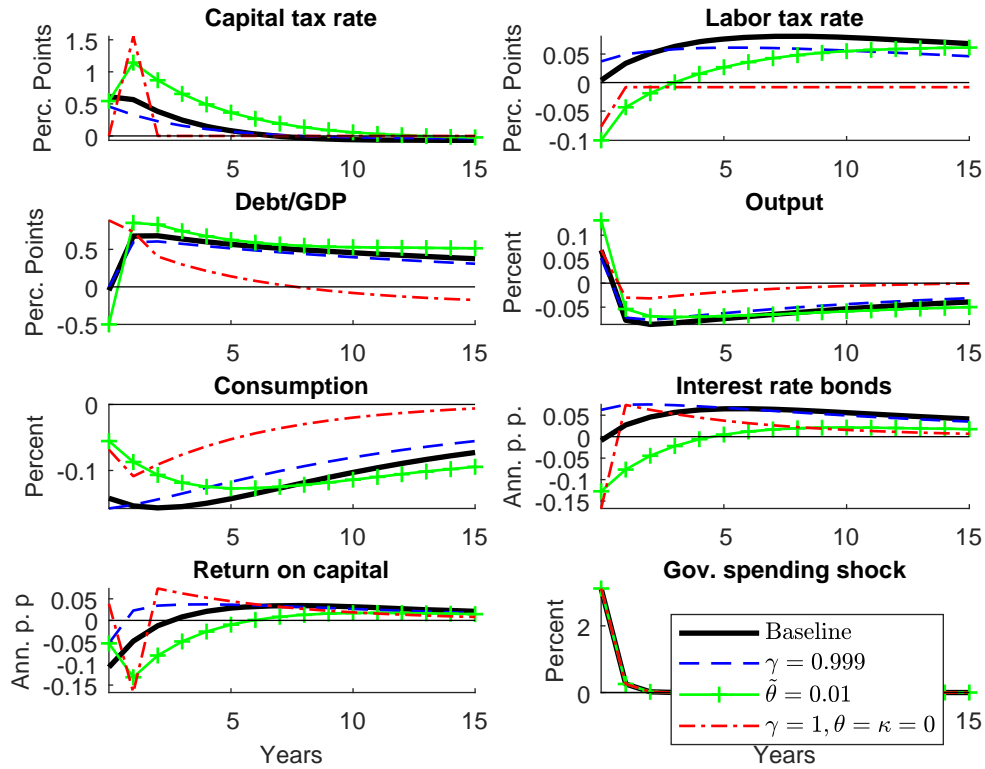 Capital tax rate
Perc. Points
1.5
1
0.5
0
5
10
15
Labor tax rate
Perc. Points
0.05
0
-0.05
-0.1
5
10
15
Debt/GDP
Perc. Points
0.5
0
-0.5
5
10
15
Output
Percent
0.1
0.05
0
-0.05
5
10
15
Consumption
Percent
0
-0.1
5
10
15
Interest rate bonds
Ann. p. p.
0.05
0
-0.05
-0.1
-0.15
5
10
15
Return on capital
Ann. p. p
0.05
0
-0.05
-0.1
-0.15
5
10
15
Years
Gov. spending shock
Percent
2
0
15
Years
Baseline
γ = 0.999
θ̃ = 0.01
γ = 1, θ = κ = 0